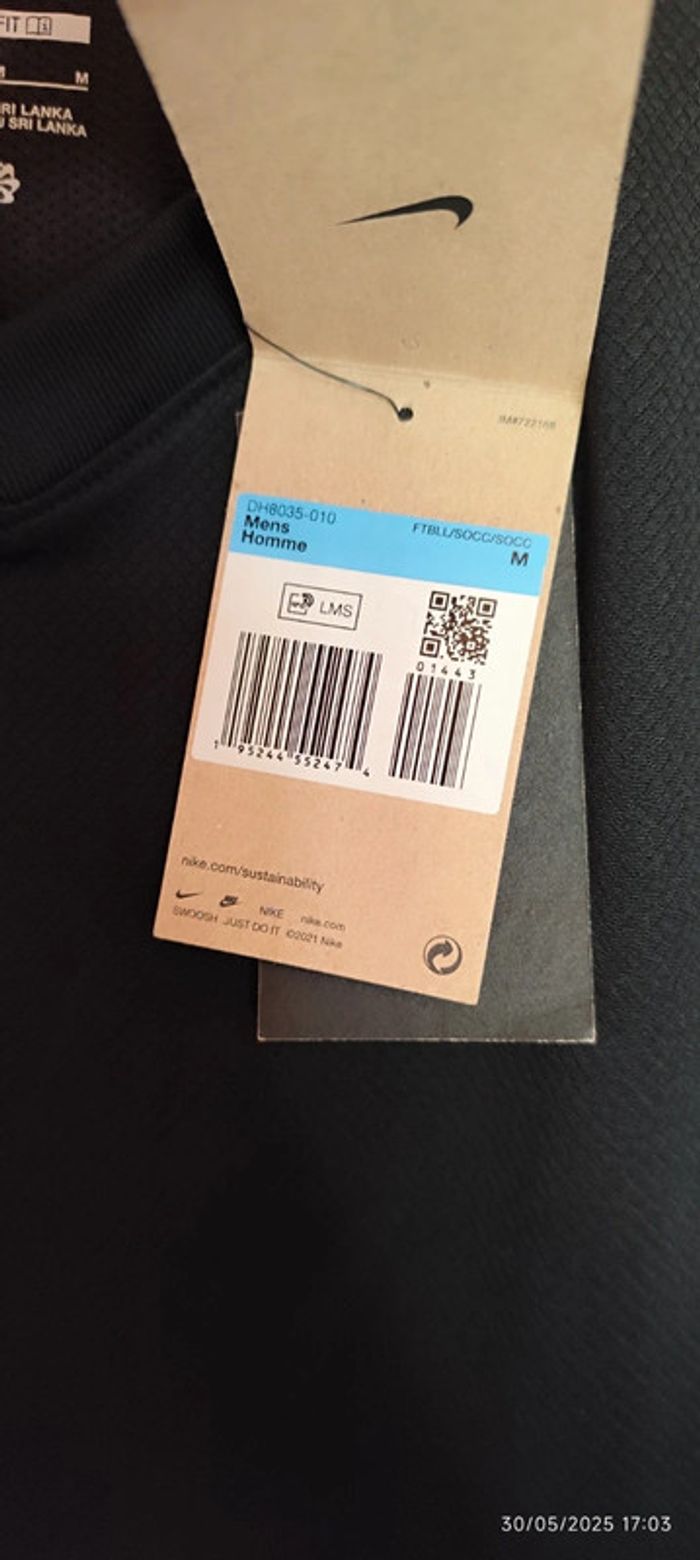 FIT
M
RI LANKA
SRI LANKA
DH8035-010
FTBLL/SOCC/SOCC
Mens
Homme
M
LMS
01443
1 95244 55247 4
nike.com/sustainability
NIKE nike.com
SWOOSH JUST DO IT ©2021 Nike
30/05/2025 17:03